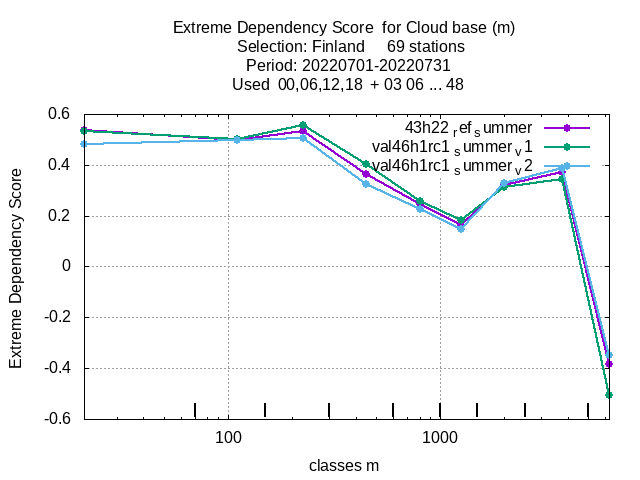 Extreme Dependency Score  for Cloud base (m)
Selection: Finland     69 stations
Period: 20220701-20220731
Used  00,06,12,18  + 03 06 ... 48
43h22 ref summer
val46h1rc1 summer v1
val46h1rc1 summer v2
0.6
0.4
0.2
0
-0.2
-0.4
-0.6
Extreme Dependency Score
100
1000
classes m